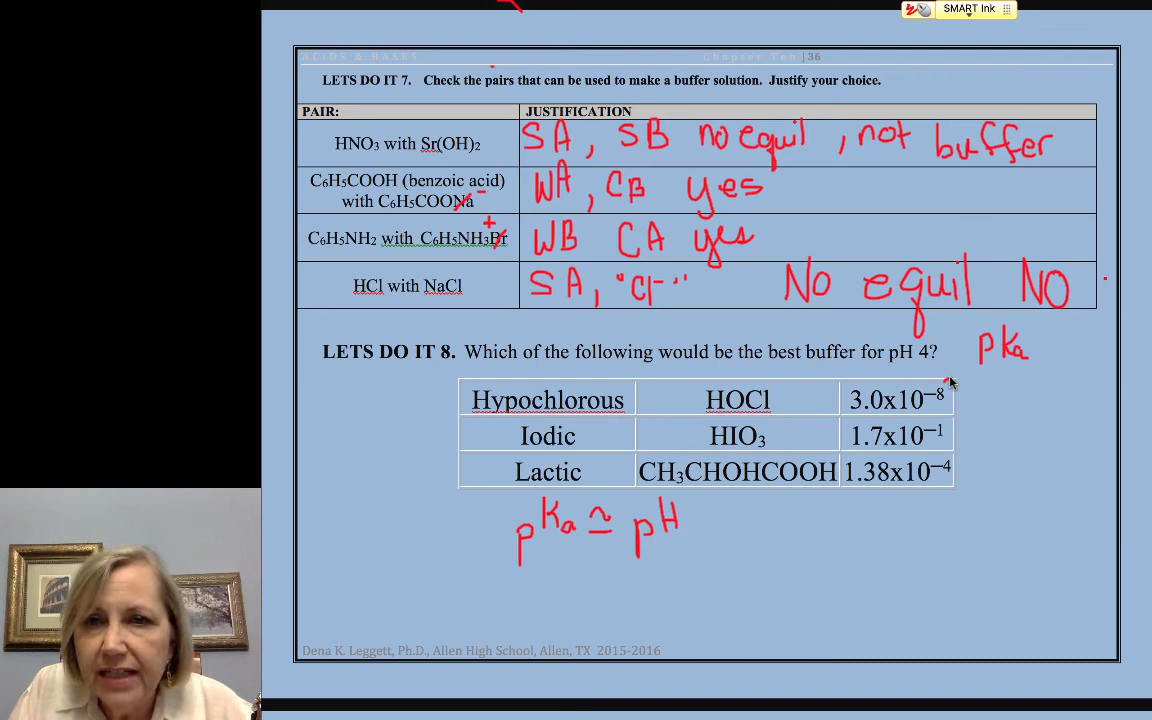 SMART Ink
ACIDS & BASES Chapter Ten |36
LETS DO IT 7. Check the pairs that can be used to make a buffer solution. Justify your choice.
PAIR: JUSTIFICATION
HNO₃ with Sr(OH)₂ SA, SB no equil, not buffer
C₆H₅COOH (benzoic acid)
with C₆H₅COONa - WA, CB yes
C₆H₅NH₂ with C₆H₅NH₃Br + WB CA yes
HCl with NaCl SA, "Cl-" No equil NO
LETS DO IT 8. Which of the following would be the best buffer for pH 4? pKa
Hypochlorous HOCl 3.0x10⁻⁸
Iodic HIO₃ 1.7x10⁻¹
Lactic CH₃CHOHCOOH 1.38x10⁻⁴
pKa ≅ pH
Dena K. Leggett, Ph.D., Allen High School, Allen, TX 2015-2016